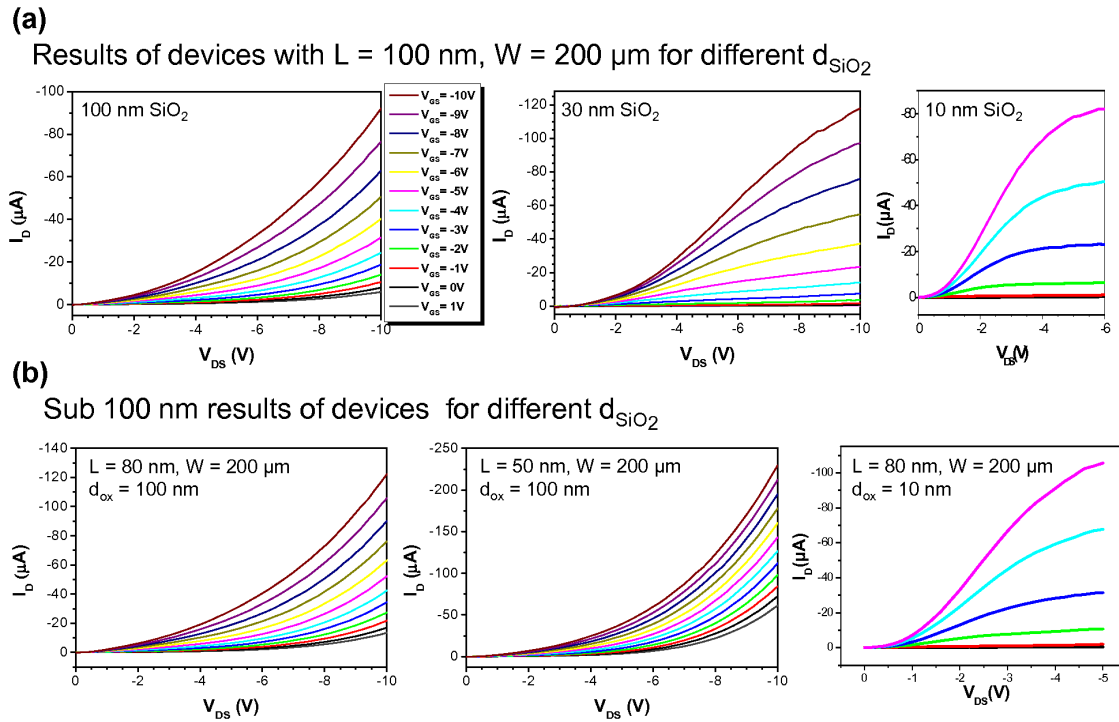 (a)
Results of devices with L = 100 nm, W = 200 µm for different dSiO2
100 nm SiO2
-100
-80
-60
-40
-20
0
ID (µA)
0 -2 -4 -6 -8 -10
VDS (V)
VGS= -10V
VGS= -9V
VGS= -8V
VGS= -7V
VGS= -6V
VGS= -5V
VGS= -4V
VGS= -3V
VGS= -2V
VGS= -1V
VGS= 0V
VGS= 1V
30 nm SiO2
-120
-100
-80
-60
-40
-20
0
ID (µA)
0 -2 -4 -6 -8 -10
VDS (V)
10 nm SiO2
-80
-60
-40
-20
0
ID(µA)
0 -2 -4 -6
VDS(V)
(b)
Sub 100 nm results of devices for different dSiO2
L = 80 nm, W = 200 µm
dox = 100 nm
-140
-120
-100
-80
-60
-40
-20
0
ID (µA)
0 -2 -4 -6 -8 -10
VDS (V)
L = 50 nm, W = 200 µm
dox = 100 nm
-250
-200
-150
-100
-50
0
ID (µA)
0 -2 -4 -6 -8 -10
VDS (V)
L = 80 nm, W = 200 µm
dox = 10 nm
-100
-80
-60
-40
-20
0
ID(µA)
0 -1 -2 -3 -4 -5
VDS(V)